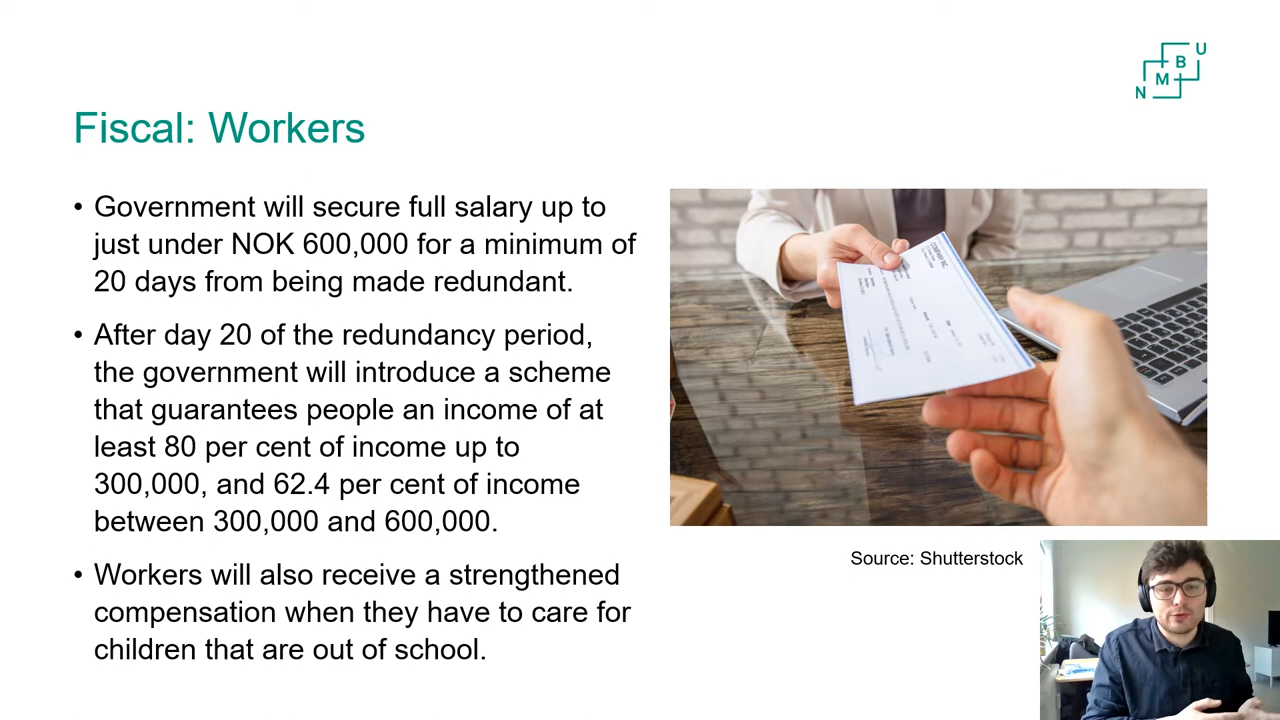 N M B U
Fiscal: Workers
• Government will secure full salary up to
just under NOK 600,000 for a minimum of
20 days from being made redundant.
• After day 20 of the redundancy period,
the government will introduce a scheme
that guarantees people an income of at
least 80 per cent of income up to
300,000, and 62.4 per cent of income
between 300,000 and 600,000.
• Workers will also receive a strengthened
compensation when they have to care for
children that are out of school.
COMPANY INC.
Source: Shutterstock